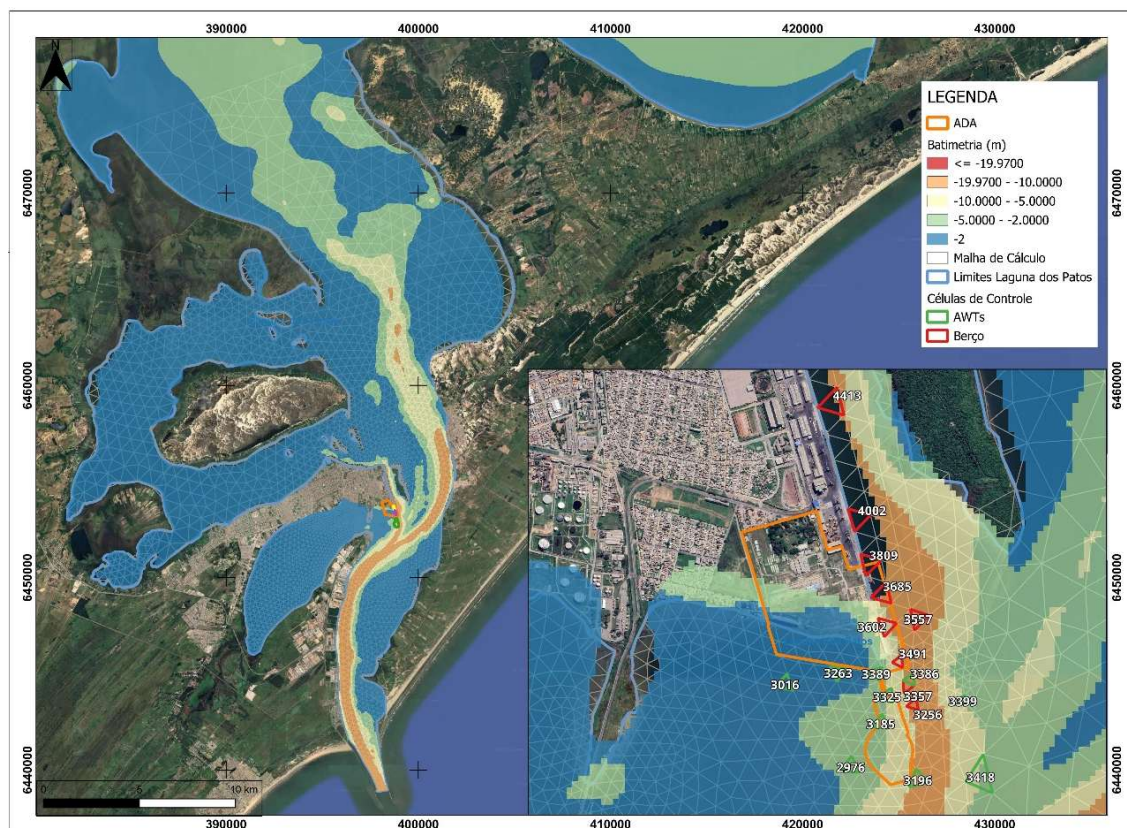 390000 400000 410000 420000 430000
N
6470000
6460000
6450000
6440000
LEGENDA
ADA
Batimetria (m)
<= -19.9700
-19.9700 - -10.0000
-10.0000 - -5.0000
-5.0000 - -2.0000
-2
Malha de Cálculo
Limites Laguna dos Patos
Células de Controle
AWTs
Berço
6470000
6460000
6450000
6440000
4413
4002
3809
3685
3557
3602
3491
3263
3389
3386
3016
3325
3357
3399
3256
3185
2976
3196
3418
0 5 10 km
390000 400000 410000 420000 430000